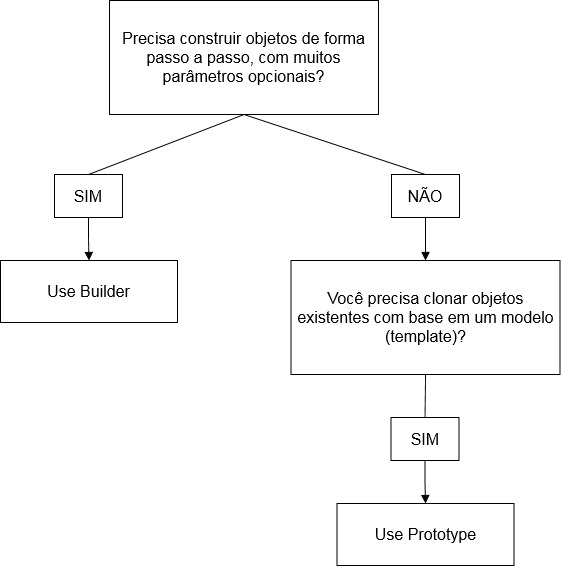 Precisa construir objetos de forma
passo a passo, com muitos
parâmetros opcionais?
SIM
NÃO
Use Builder
Você precisa clonar objetos
existentes com base em um modelo
(template)?
SIM
Use Prototype